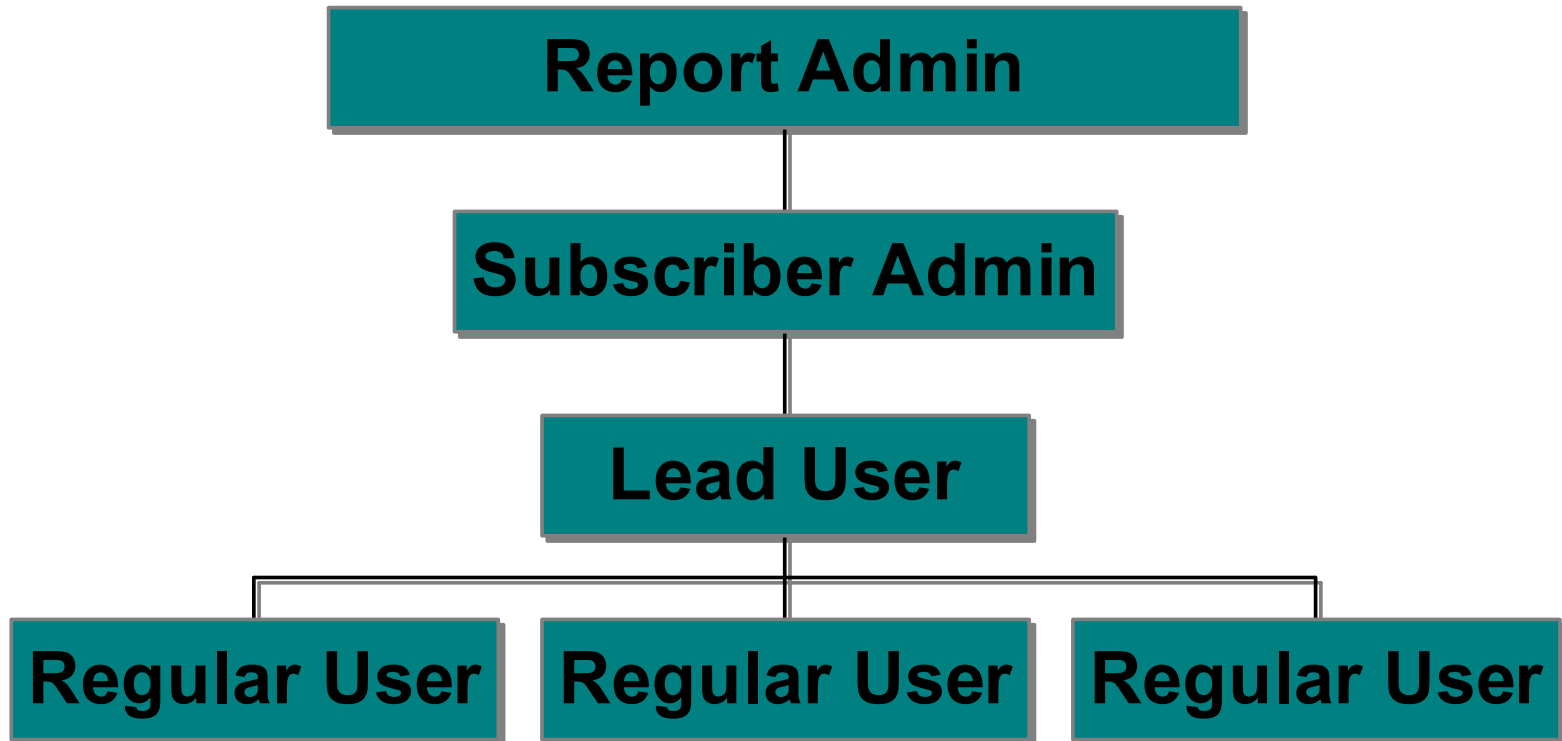 Report Admin
Subscriber Admin
Lead User
Regular User
Regular User
Regular User